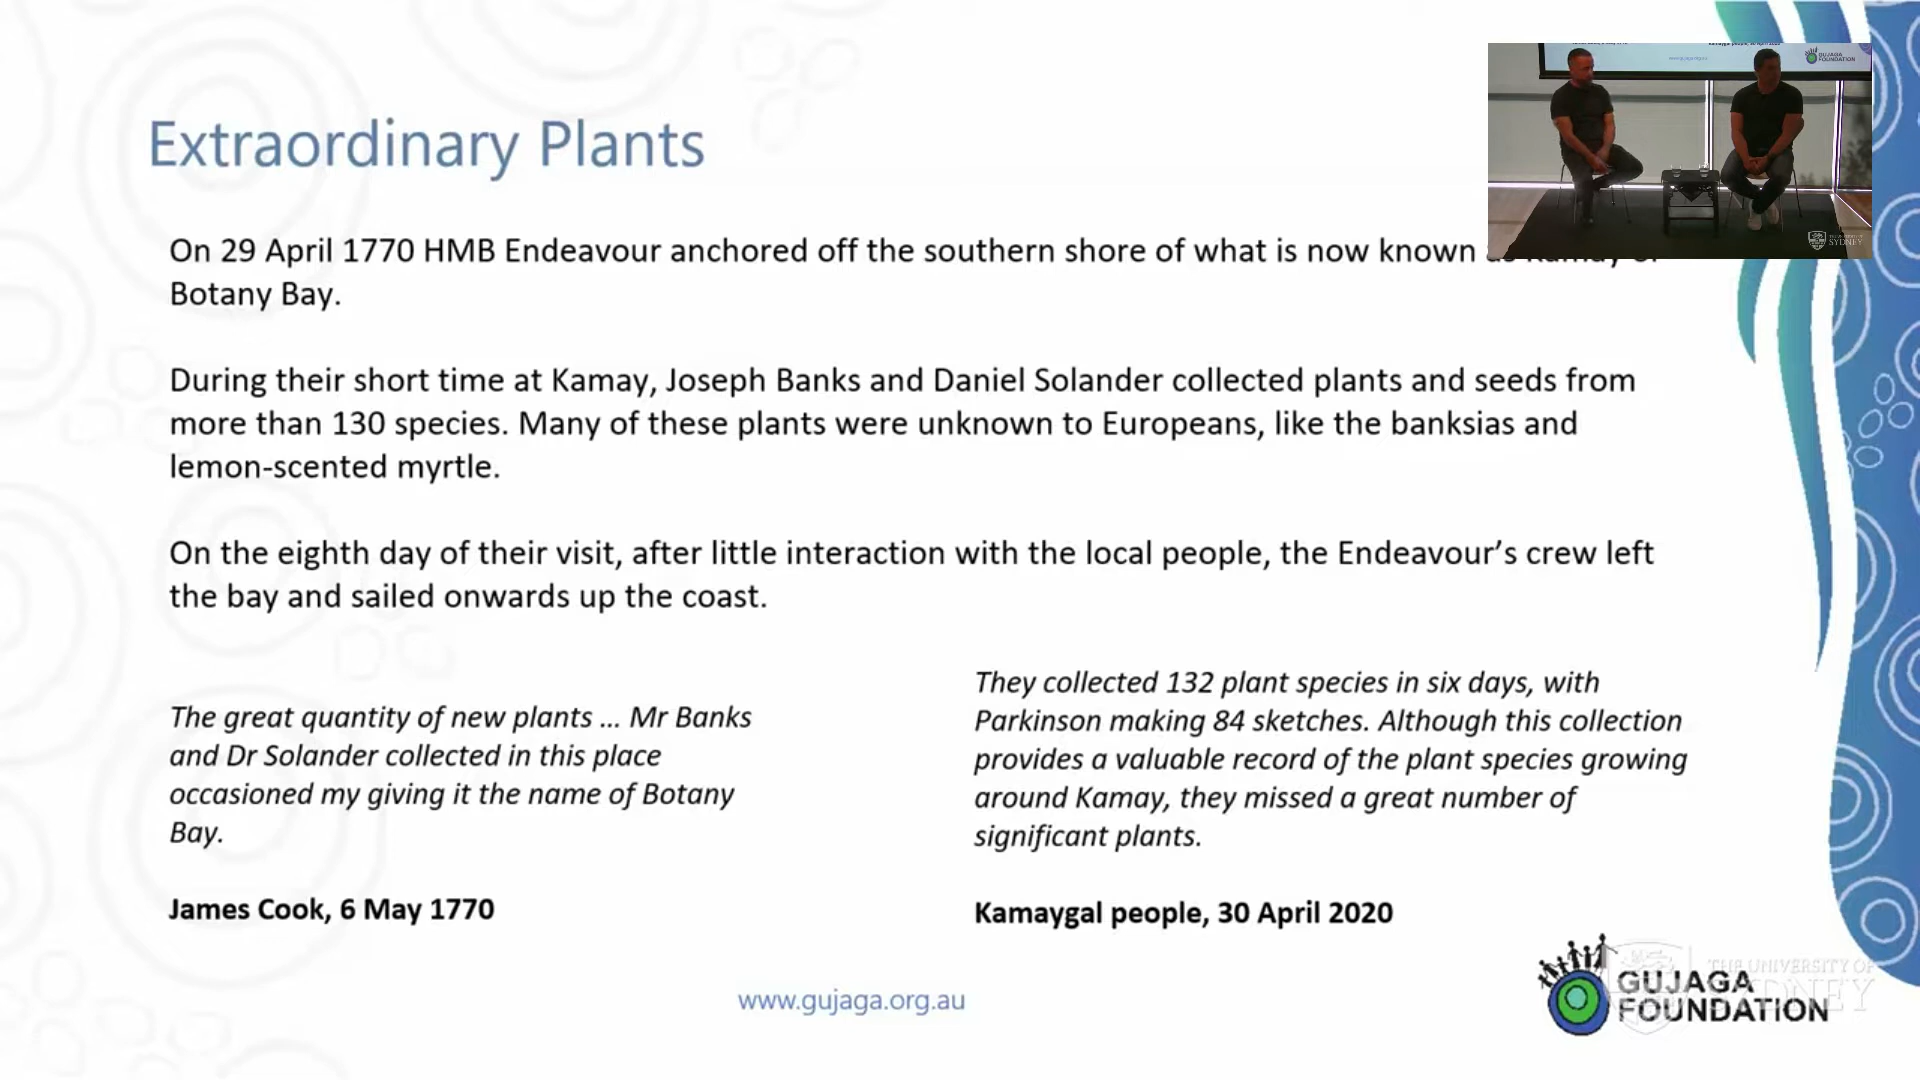 Extraordinary Plants
On 29 April 1770 HMB Endeavour anchored off the southern shore of what is now known
Botany Bay.
During their short time at Kamay, Joseph Banks and Daniel Solander collected plants and seeds from
more than 130 species. Many of these plants were unknown to Europeans, like the banksias and
lemon-scented myrtle.
On the eighth day of their visit, after little interaction with the local people, the Endeavour’s crew left
the bay and sailed onwards up the coast.
The great quantity of new plants … Mr Banks
and Dr Solander collected in this place
occasioned my giving it the name of Botany
Bay.
James Cook, 6 May 1770
They collected 132 plant species in six days, with
Parkinson making 84 sketches. Although this collection
provides a valuable record of the plant species growing
around Kamay, they missed a great number of
significant plants.
Kamaygal people, 30 April 2020
www.gujaga.org.au
GUJAGA
FOUNDATION
THE UNIVERSITY OF
SYDNEY
GUJAGA
FOUNDATION
SYDNEY